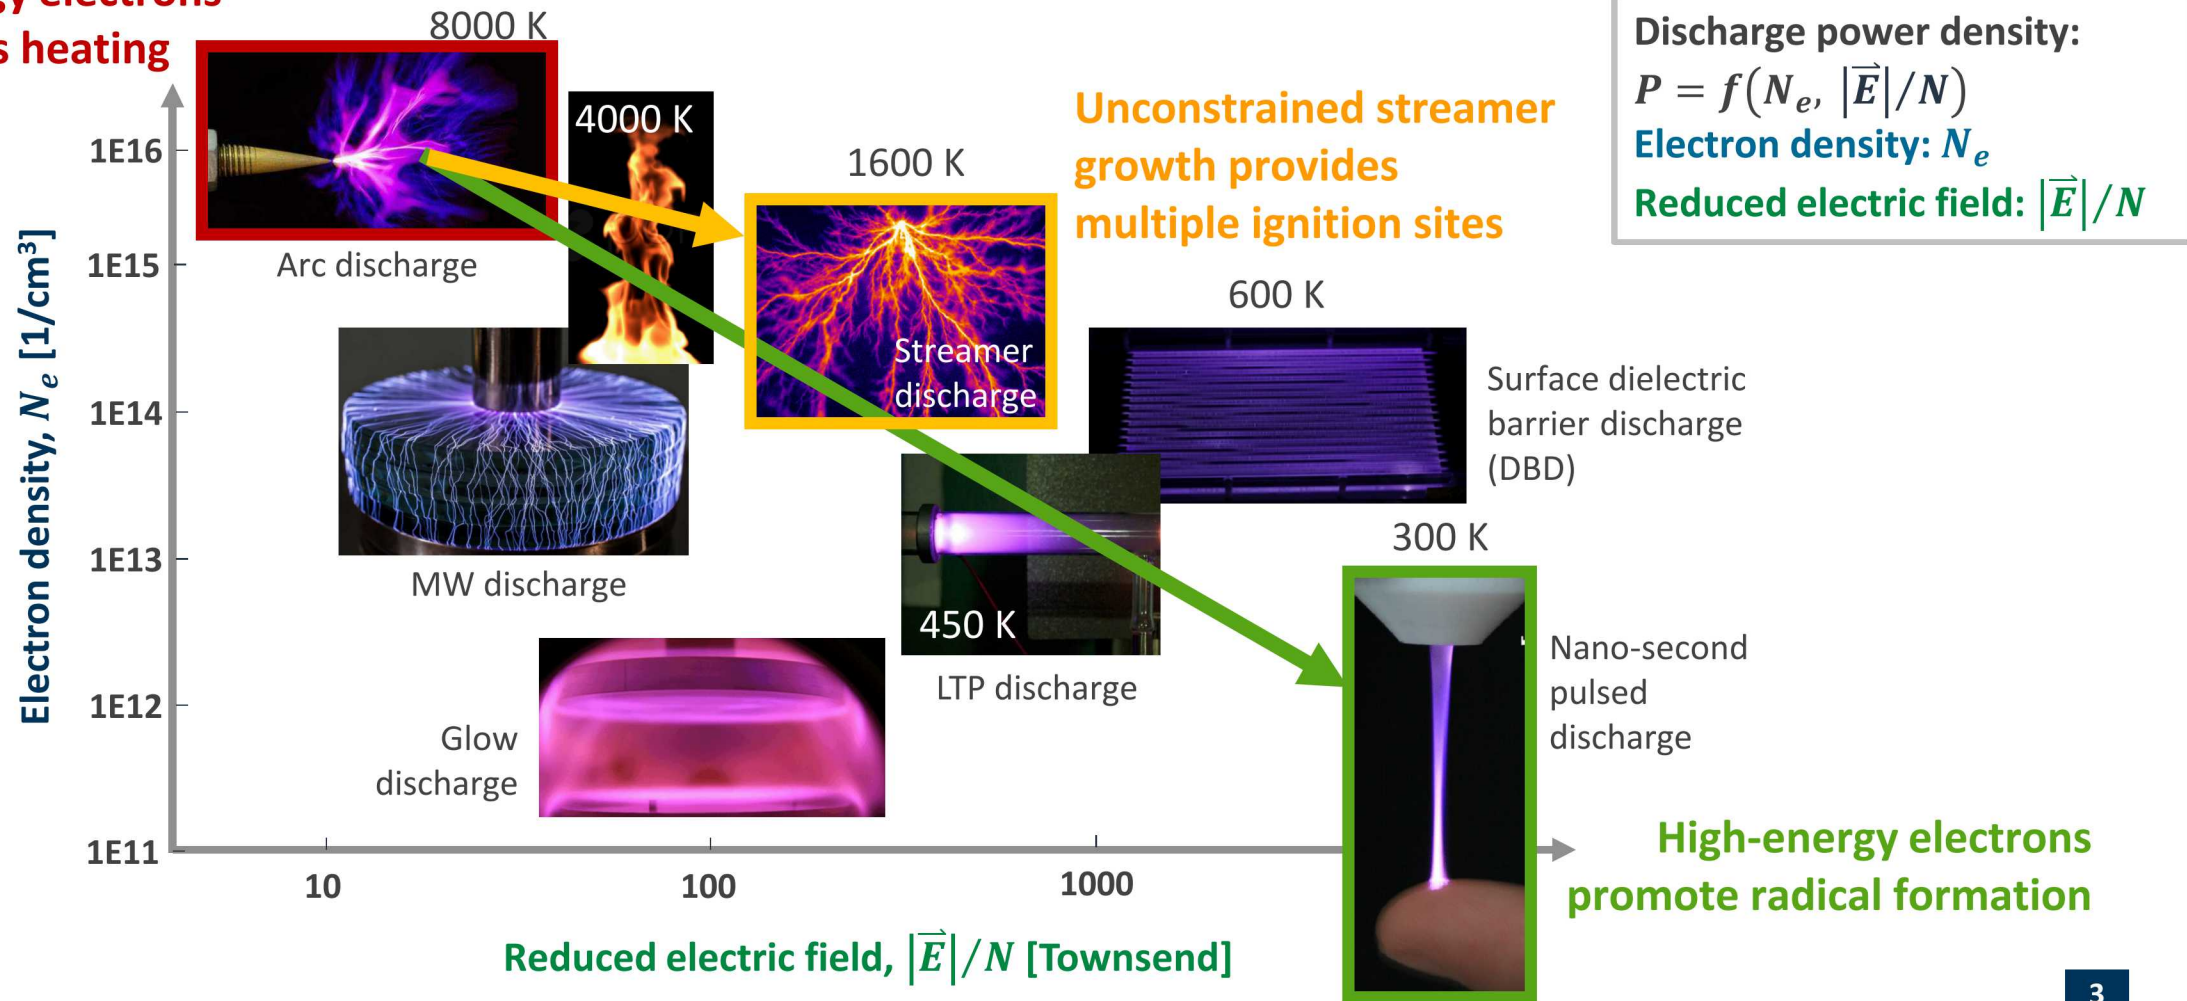 gy electrons
s heating
8000 K
4000 K
1600 K
Unconstrained streamer
growth provides
multiple ignition sites
Discharge power density:
P = f(Nₑ, |E⃗|/N)
Electron density: Nₑ
Reduced electric field: |E⃗|/N
Electron density, Nₑ [1/cm³]
1E16
1E15
1E14
1E13
1E12
1E11
Arc discharge
Streamer
discharge
600 K
Surface dielectric
barrier discharge
(DBD)
MW discharge
450 K
LTP discharge
300 K
Nano-second
pulsed
discharge
Glow
discharge
High-energy electrons
promote radical formation
10
100
1000
Reduced electric field, |E⃗|/N [Townsend]
3